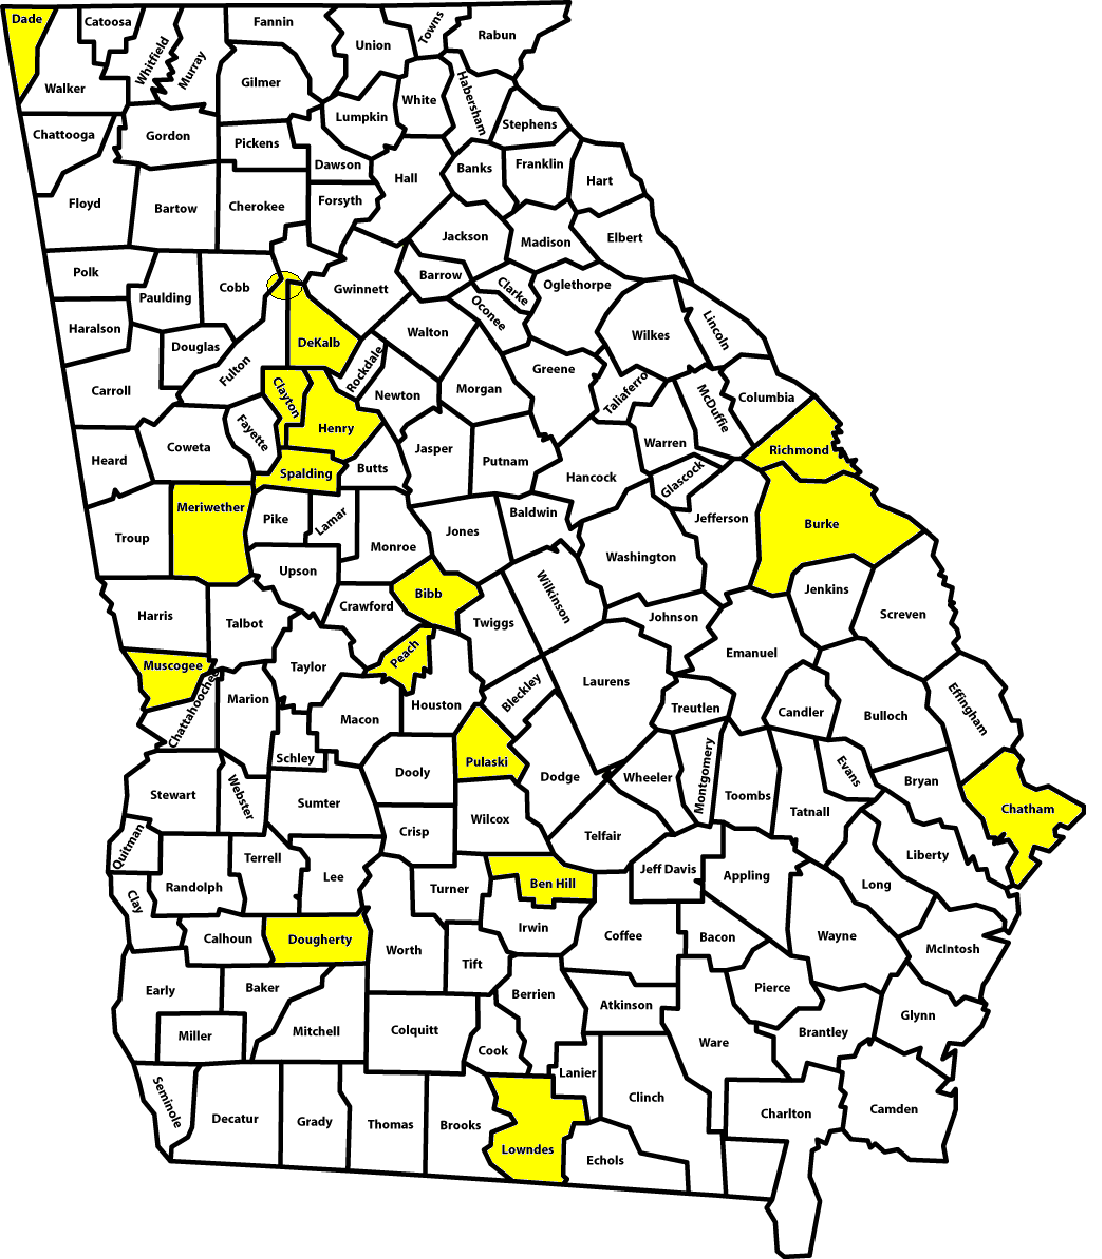 Dade
Catoosa
Whitfield
Murray
Fannin
Union
Towns
Rabun
Walker
Gilmer
White
Habersham
Lumpkin
Stephens
Chattooga
Gordon
Pickens
Dawson
Hall
Banks
Franklin
Hart
Floyd
Bartow
Cherokee
Forsyth
Jackson
Madison
Elbert
Polk
Paulding
Cobb
Gwinnett
Barrow
Clarke
Oglethorpe
Oconee
Haralson
Douglas
Fulton
DeKalb
Rockdale
Walton
Wilkes
Lincoln
Carroll
Clayton
Newton
Morgan
Greene
Taliaferro
McDuffie
Columbia
Coweta
Fayette
Henry
Heard
Spalding
Butts
Jasper
Putnam
Hancock
Warren
Glascock
Richmond
Troup
Meriwether
Pike
Lamar
Monroe
Jones
Baldwin
Washington
Jefferson
Burke
Upson
Bibb
Wilkinson
Jenkins
Screven
Harris
Talbot
Crawford
Twiggs
Johnson
Emanuel
Muscogee
Chattahoochee
Marion
Taylor
Peach
Houston
Bleckley
Laurens
Treutlen
Candler
Bulloch
Effingham
Macon
Schley
Dooly
Pulaski
Dodge
Wheeler
Montgomery
Toombs
Tatnall
Evans
Bryan
Chatham
Stewart
Webster
Sumter
Crisp
Wilcox
Telfair
Quitman
Terrell
Lee
Randolph
Clay
Turner
Ben Hill
Jeff Davis
Appling
Long
Liberty
Calhoun
Dougherty
Worth
Tift
Irwin
Coffee
Bacon
Wayne
McIntosh
Early
Baker
Berrien
Atkinson
Pierce
Glynn
Miller
Mitchell
Colquitt
Cook
Lanier
Ware
Brantley
Seminole
Decatur
Grady
Thomas
Brooks
Lowndes
Clinch
Echols
Charlton
Camden